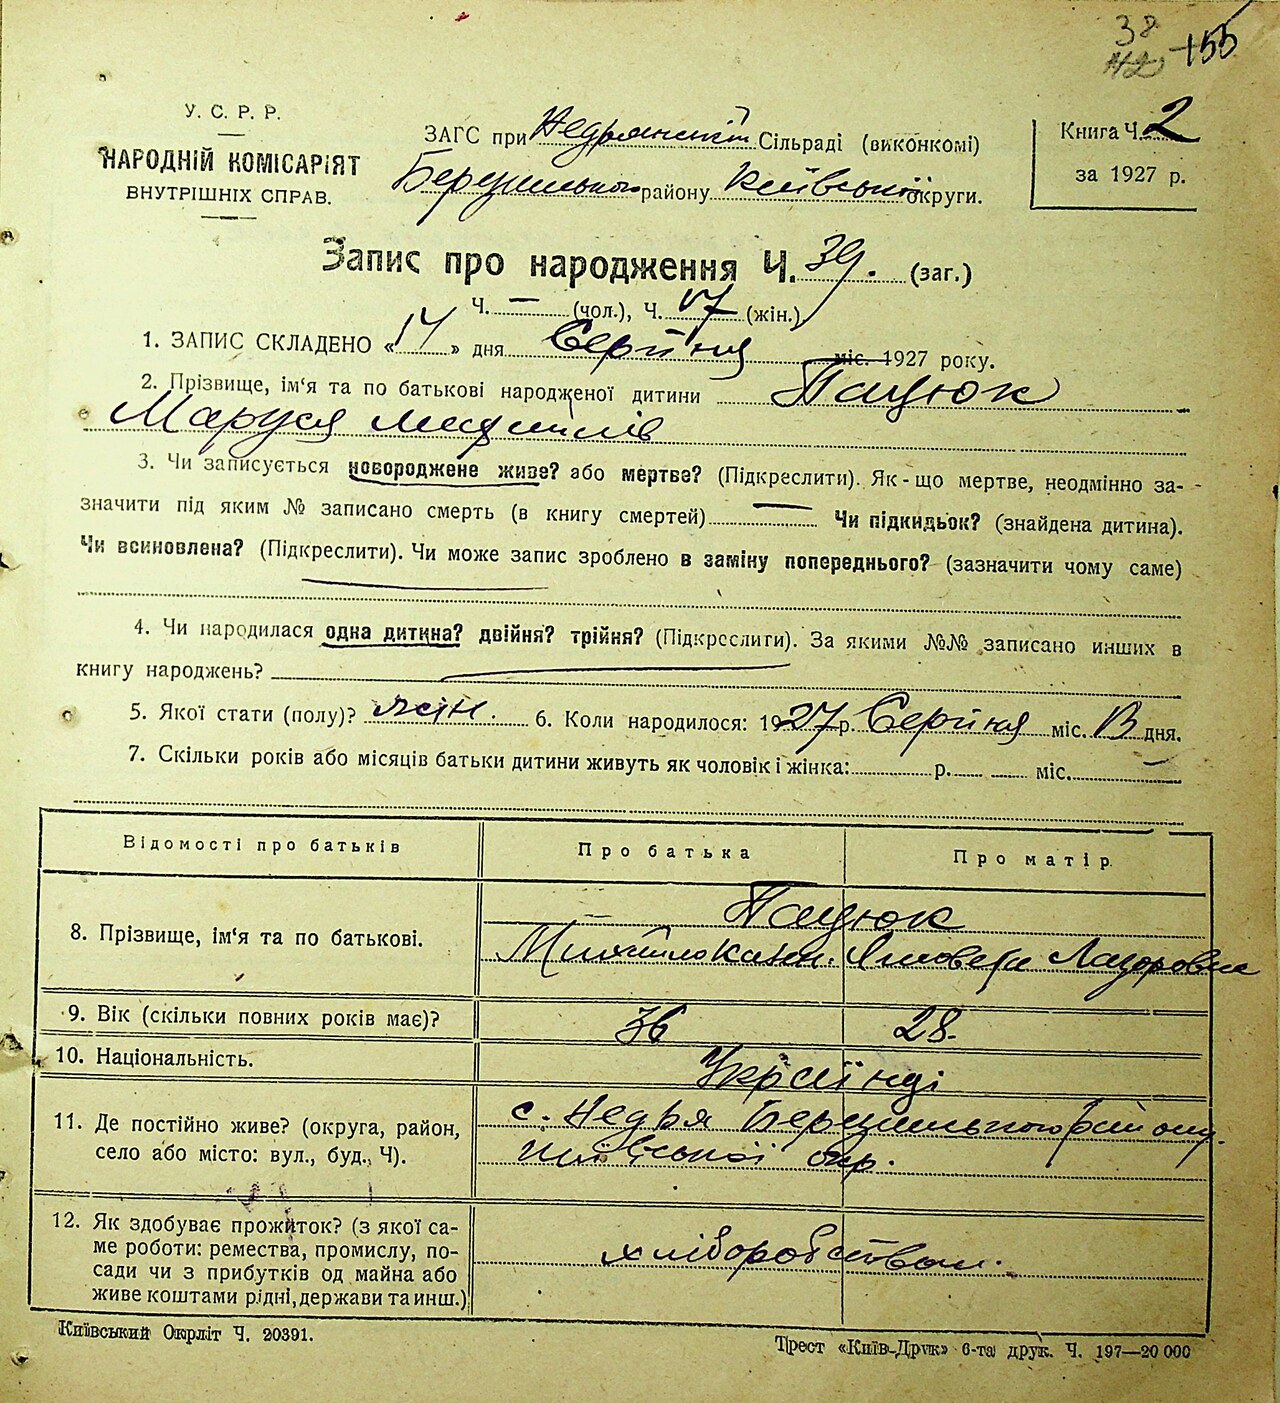 38
42 155
У. С. Р. Р.
НАРОДНІЙ КОМІСАРІЯТ
ВНУТРІШНІХ СПРАВ.
ЗАГС при Недрянській Сільраді (виконкомі)
району Київської округи.
Книга Ч. 2
за 1927 р.
Запис про народження Ч. 39. (заг.)
Ч. — (чол.), Ч. 17 (жін.)
1. ЗАПИС СКЛАДЕНО «14» дня Серпня міс. 1927 року.
2. Прізвище, ім‘я та по батькові народженої дитини Пацюк
Маруся
3. Чи записується новороджене живе? або мертве? (Підкреслити). Як-що мертве, неодмінно за-
значити під яким № записано смерть (в книгу смертей) — Чи підкидьок? (знайдена дитина).
Чи всиновлена? (Підкреслити). Чи може запис зроблено в заміну попереднього? (зазначити чому саме)
4. Чи народилася одна дитина? двійня? трійня? (Підкреслити). За якими №№ записано инших в
книгу народжень?
5. Якої стати (полу)? жін. 6. Коли народилося: 1927 р. Серпня міс. 13 дня.
7. Скільки років або місяців батьки дитини живуть як чоловік і жінка: р. міс. —
Відомості про батьків Про батька Про матір
8. Прізвище, ім‘я та по батькові. Пацюк
Михайло Лазоровна
9. Вік (скільки повних років має)? 36 28.
10. Національність. Українці
11. Де постійно живе? (округа, район, с. Недря району
село або місто: вул., буд., Ч). Київської окр.
12. Як здобуває прожиток? (з якої са-
ме роботи: ремества, промислу, по- хліборобством.
сади чи з прибутків од майна або
живе коштами рідні, держави та инш.)
Київський Окрліт Ч. 20391.
Трест «Київ-Друк» 6-та друк. Ч. 197—20 000